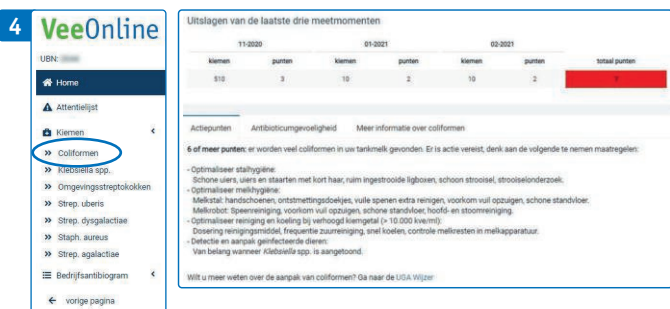 4
VeeOnline
UBN:
Home
Attentielijst
Kiemen
Coliformen
Klebsiella spp.
Omgevingsstreptokokken
Strep. uberis
Strep. dysgalactiae
Staph. aureus
Strep. agalactiae
Bedrijfsantibiogram
vorige pagina
Uitslagen van de laatste drie meetmomenten
11-2020 01-2021 02-2021
kiemen punten kiemen punten kiemen punten totaal punten
510 3 10 2 10 2
Actiepunten Antibioticumgevoeligheid Meer informatie over coliformen
6 of meer punten: er worden veel coliformen in uw tankmelk gevonden. Er is actie vereist, denk aan de volgende te nemen maatregelen:
- Optimaliseer stalhygiëne:
Schone uiers, uiers en staarten met kort haar, ruim ingestrooide ligboxen, schoon strooisel, strooiselonderzoek.
- Optimaliseer melkhygiëne:
Melkstal: handschoenen, ontsmettingsdoekjes, vuile spenen extra reinigen, voorkom vuil opzuigen, schone standvloer.
Melkrobot: Speenreiniging, voorkom vuil opzuigen, schone standvloer, hoofd- en stoomreiniging.
- Optimaliseer reiniging en koeling bij verhoogd kiemgetal (> 10.000 kve/ml):
Dosering reinigingsmiddel, frequentie zuurreiniging, snel koelen, controle melkresten in melkapparatuur.
- Detectie en aanpak geïnfecteerde dieren:
Van belang wanneer Klebsiella spp. is aangetoond.
Wilt u meer weten over de aanpak van coliformen? Ga naar de UGA Wijzer